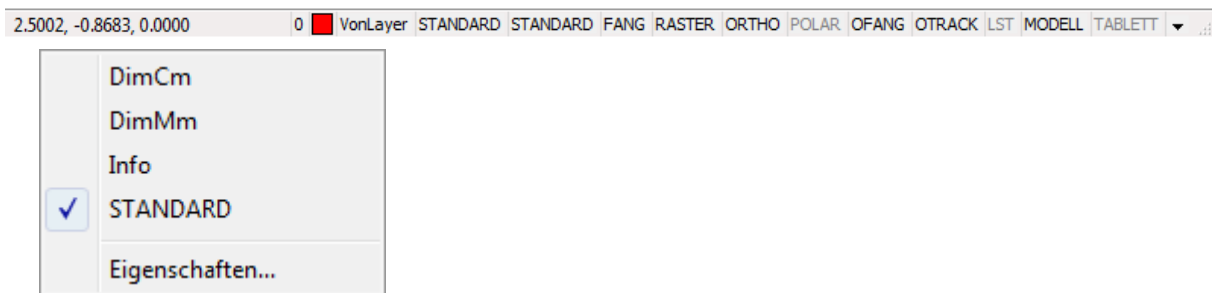 2.5002, -0.8683, 0.0000 0 VonLayer STANDARD STANDARD FANG RASTER ORTHO POLAR OFANG OTRACK LST MODELL TABLETT
DimCm
DimMm
Info
STANDARD
Eigenschaften...